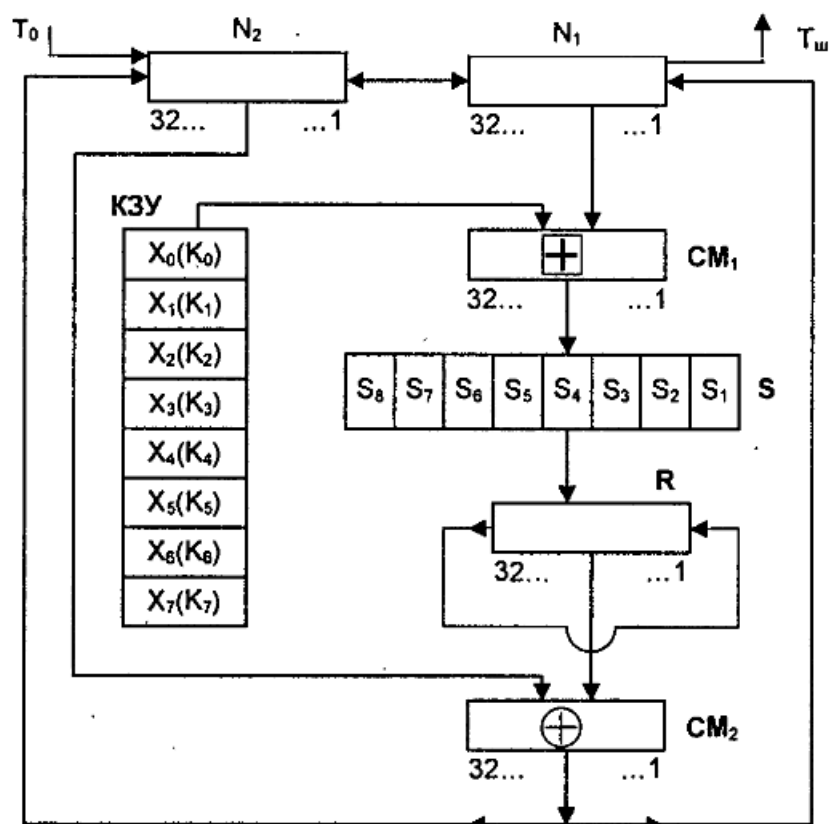 T₀ N₂ N₁ Tш
32... ...1 32... ...1
КЗУ
X₀(K₀)
X₁(K₁)
X₂(K₂)
X₃(K₃)
X₄(K₄)
X₅(K₅)
X₆(K₆)
X₇(K₇)
+ CM₁
32... ...1
S₈ S₇ S₆ S₅ S₄ S₃ S₂ S₁ S
R
32... ...1
+ CM₂
32... ...1